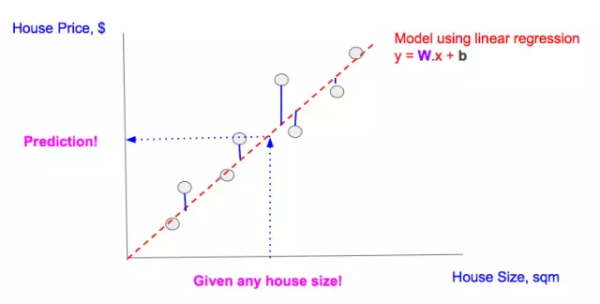 House Price, $
Model using linear regression
y = W.x + b
Prediction!
Given any house size!
House Size, sqm